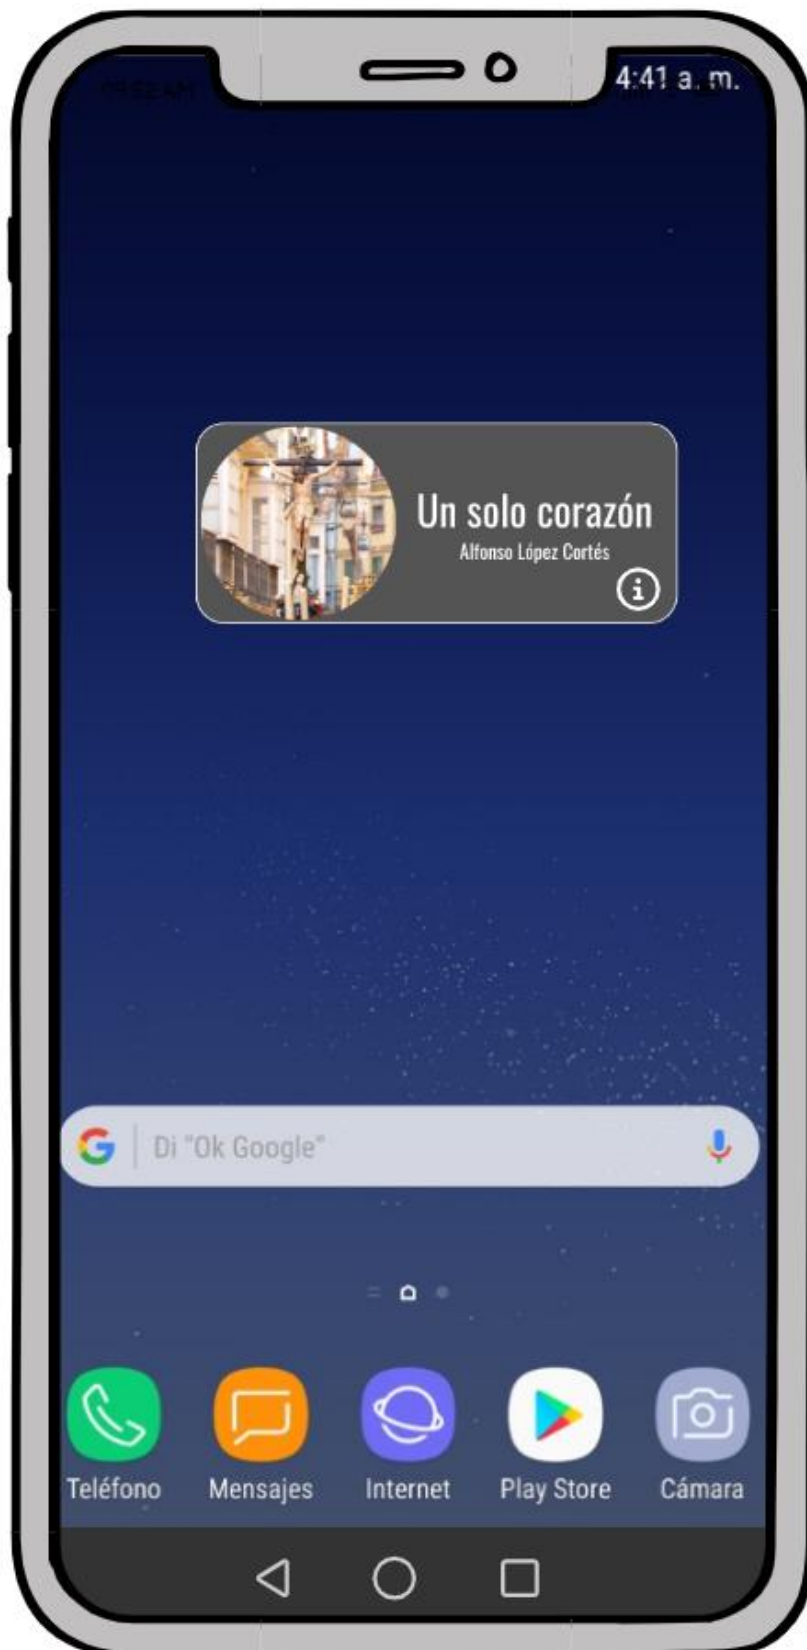 4:41 a. m.
Un solo corazón
Alfonso López Cortés
Di "Ok Google"
Teléfono Mensajes Internet Play Store Cámara